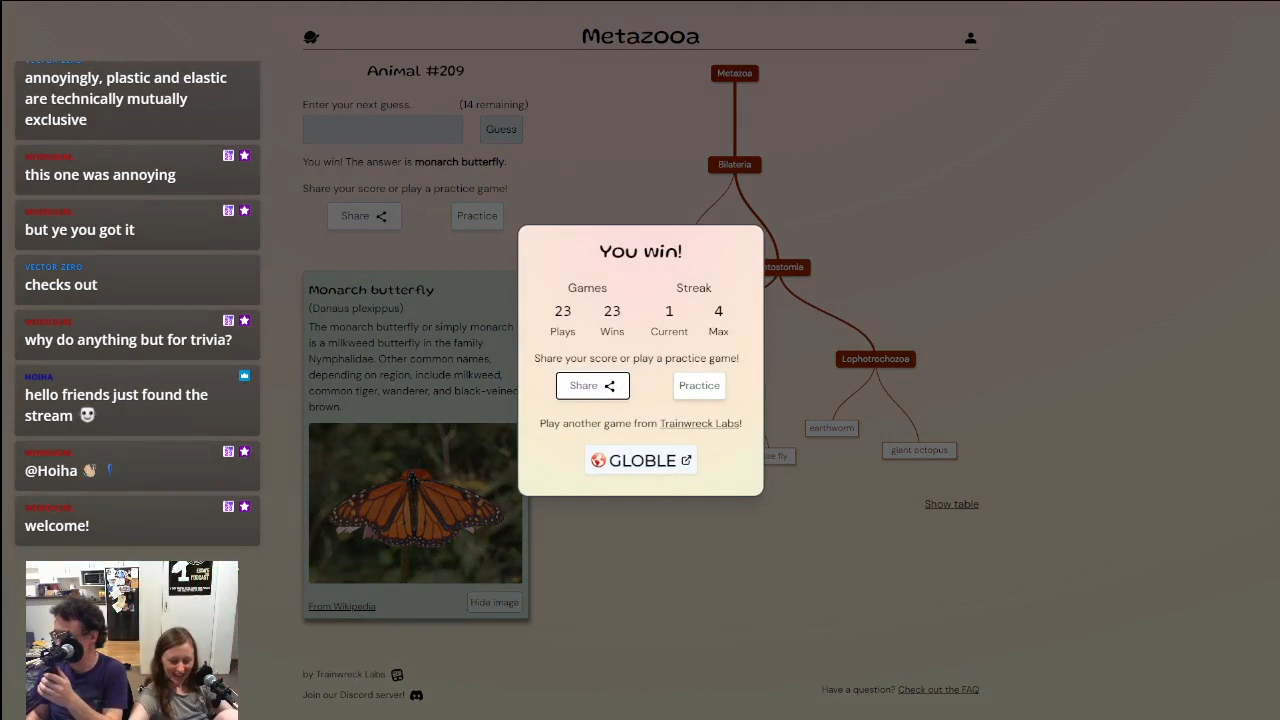 VECTOR ZERO
annoyingly, plastic and elastic
are technically mutually
exclusive
this one was annoying
but ye you got it
VECTOR ZERO
checks out
why do anything but for trivia?
HOIHA
hello friends just found the
stream
@Hoiha
welcome!
Metazooa
Animal #209
Enter your next guess.
(14 remaining)
Guess
You win! The answer is monarch butterfly.
Share your score or play a practice game!
Share
Practice
Monarch butterfly
(Danaus plexippus)
The monarch butterfly or simply monarch
is a milkweed butterfly in the family
Nymphalidae. Other common names,
depending on region, include milkweed,
common tiger, wanderer, and black-veined
brown.
From Wikipedia
Hide image
by Trainwreck Labs
Join our Discord server!
Metazoa
Bilateria
Lophotrochozoa
earthworm
giant octopus
Show table
You win!
Games
Streak
23
23
1
4
Plays
Wins
Current
Max
Share your score or play a practice game!
Share
Practice
Play another game from Trainwreck Labs!
GLOBLE
Have a question? Check out the FAQ